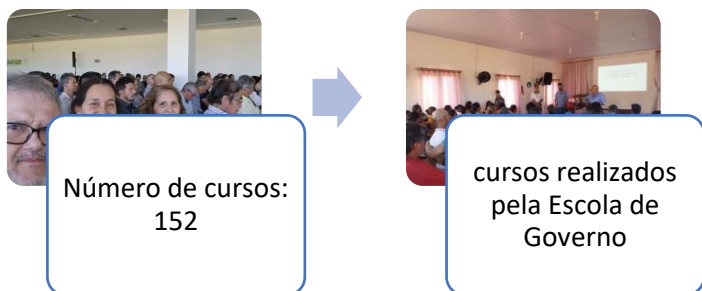 Número de cursos:
152
cursos realizados
pela Escola de
Governo